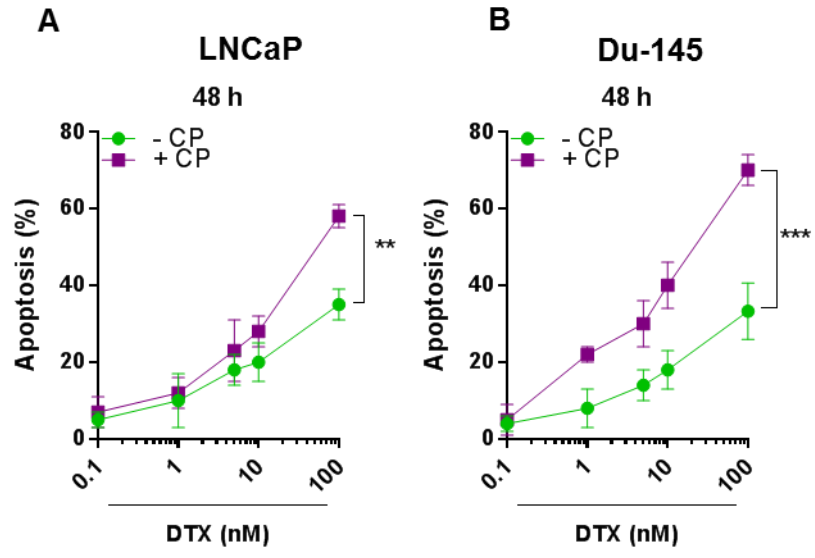 A
LNCaP
48 h
- CP
+ CP
Apoptosis (%)
80
60
40
20
0
0.1
1
10
100
**
DTX (nM)
B
Du-145
48 h
- CP
+ CP
Apoptosis (%)
80
60
40
20
0
0.1
1
10
100
***
DTX (nM)